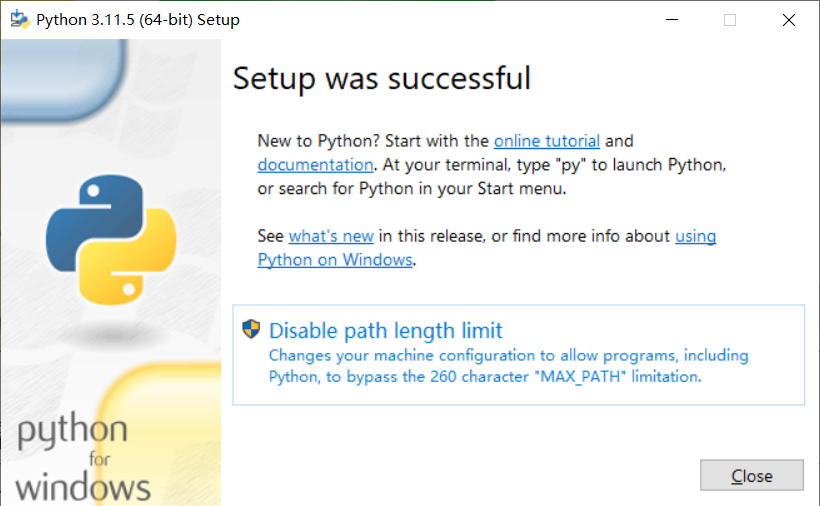 Python 3.11.5 (64-bit) Setup
Setup was successful
New to Python? Start with the online tutorial and
documentation. At your terminal, type "py" to launch Python,
or search for Python in your Start menu.
See what's new in this release, or find more info about using
Python on Windows.
Disable path length limit
Changes your machine configuration to allow programs, including
Python, to bypass the 260 character "MAX_PATH" limitation.
python
for
windows
Close